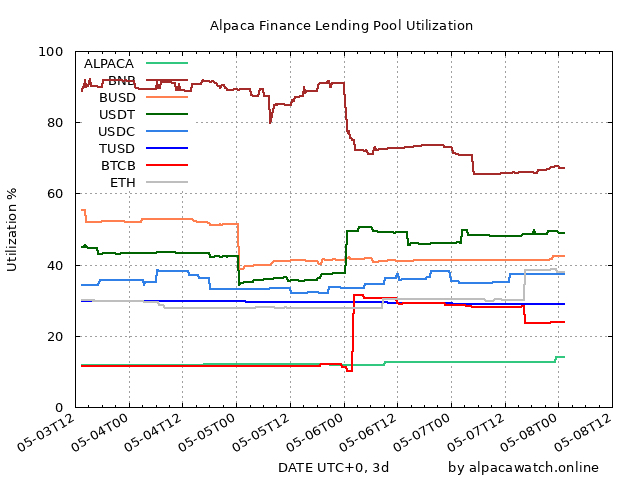 Alpaca Finance Lending Pool Utilization
Utilization %
100
80
60
40
20
0
ALPACA
BNB
BUSD
USDT
USDC
TUSD
BTCB
ETH
05-03T12
05-04T00
05-04T12
05-05T00
05-05T12
05-06T00
05-06T12
05-07T00
05-07T12
05-08T00
05-08T12
DATE UTC+0, 3d
by alpacawatch.online